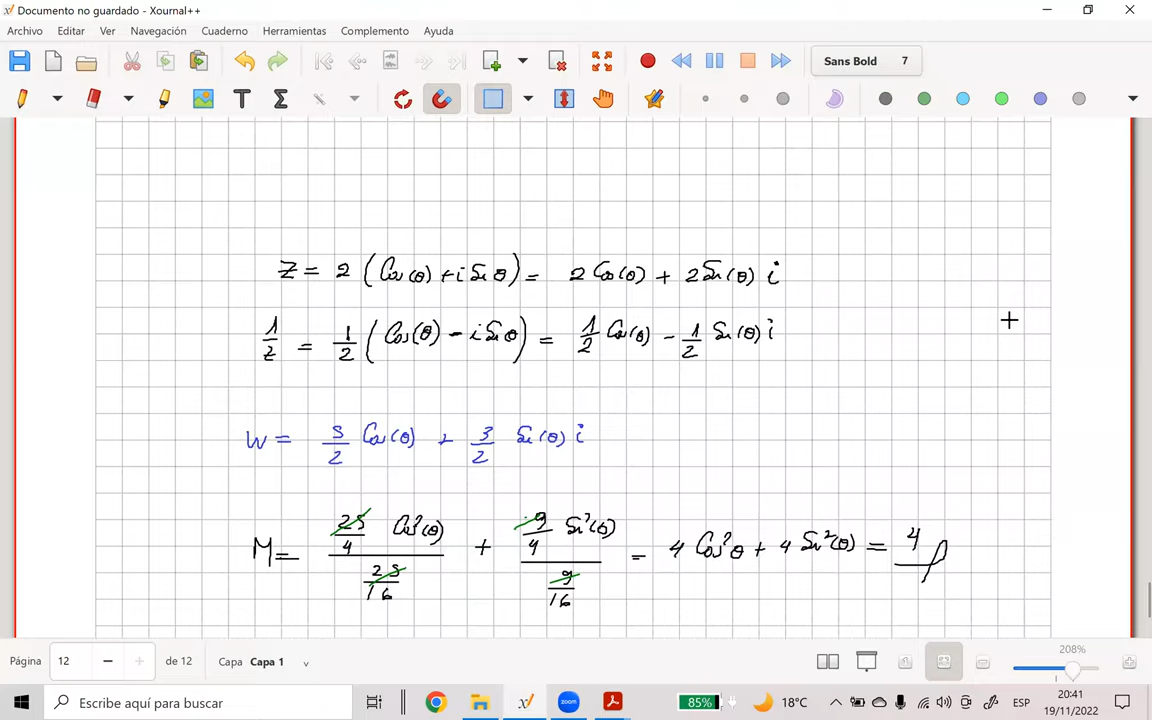 Documento no guardado - Xournal++
Archivo Editar Ver Navegación Cuaderno Herramientas Complemento Ayuda
Sans Bold 7
z = 2 (Cos(θ) + i Sen θ) = 2 Cos(θ) + 2 Sen(θ) i
1/z = 1/2 (Cos(θ) - i Sen θ) = 1/2 Cos(θ) - 1/2 Sen(θ) i
W = 5/2 Cos(θ) + 3/2 Sen(θ) i
M = (25/4 Cos²(θ))/(25/16) + (9/4 Sen²(θ))/(9/16) = 4 Cos²θ + 4 Sen²(θ) = 4
Página 12 de 12 Capa Capa 1 208%
Escribe aquí para buscar zoom 85% 18°C ESP 20:41
19/11/2022